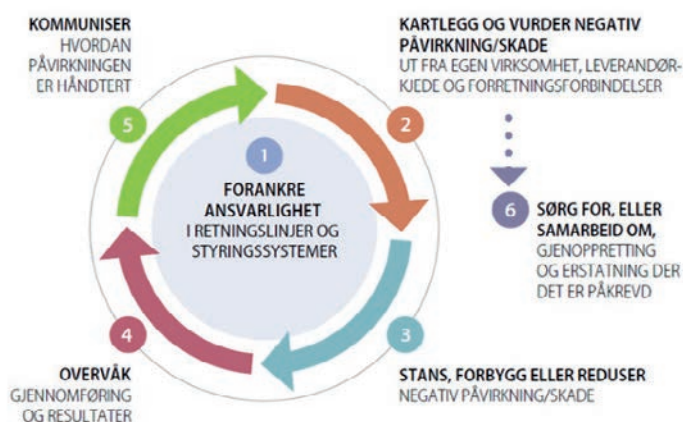 KOMMUNISER
HVORDAN
PÅVIRKNINGEN
ER HÅNDTERT
5
KARTLEGG OG VURDER NEGATIV
PÅVIRKNING/SKADE
UT FRA EGEN VIRKSOMHET, LEVERANDØR-
KJEDE OG FORRETNINGSFORBINDELSER
2
1
FORANKRE
ANSVARLIGHET
I RETNINGSLINJER OG
STYRINGSSYSTEMER
6
SØRG FOR, ELLER
SAMARBEID OM,
GJENOPPRETTING
OG ERSTATNING DER
DET ER PÅKREVD
4
OVERVÅK
GJENNOMFØRING
OG RESULTATER
3
STANS, FORBYGG ELLER REDUSER
NEGATIV PÅVIRKNING/SKADE